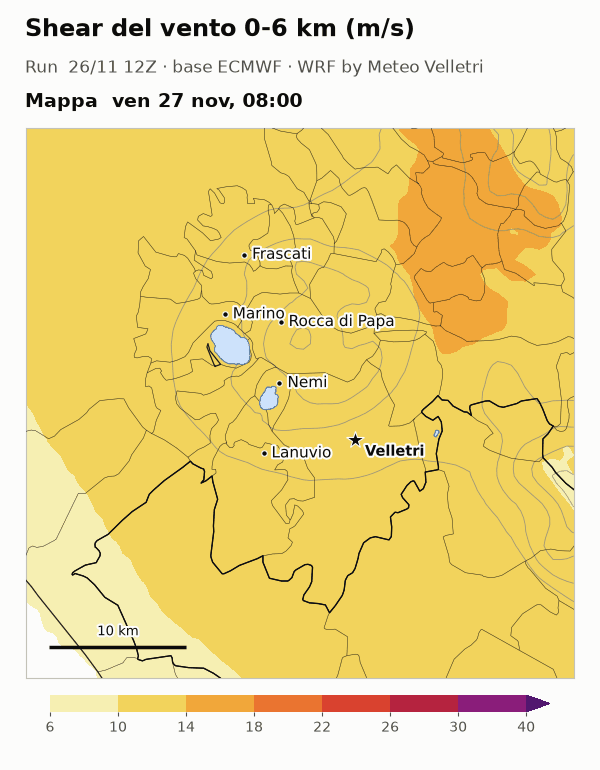 Shear del vento 0-6 km (m/s)
Run  26/11 12Z · base ECMWF · WRF by Meteo Velletri
Mappa  ven 27 nov, 08:00
Frascati
Marino
Rocca di Papa
Nemi
Velletri
Lanuvio
10 km
6 10 14 18 22 26 30 40